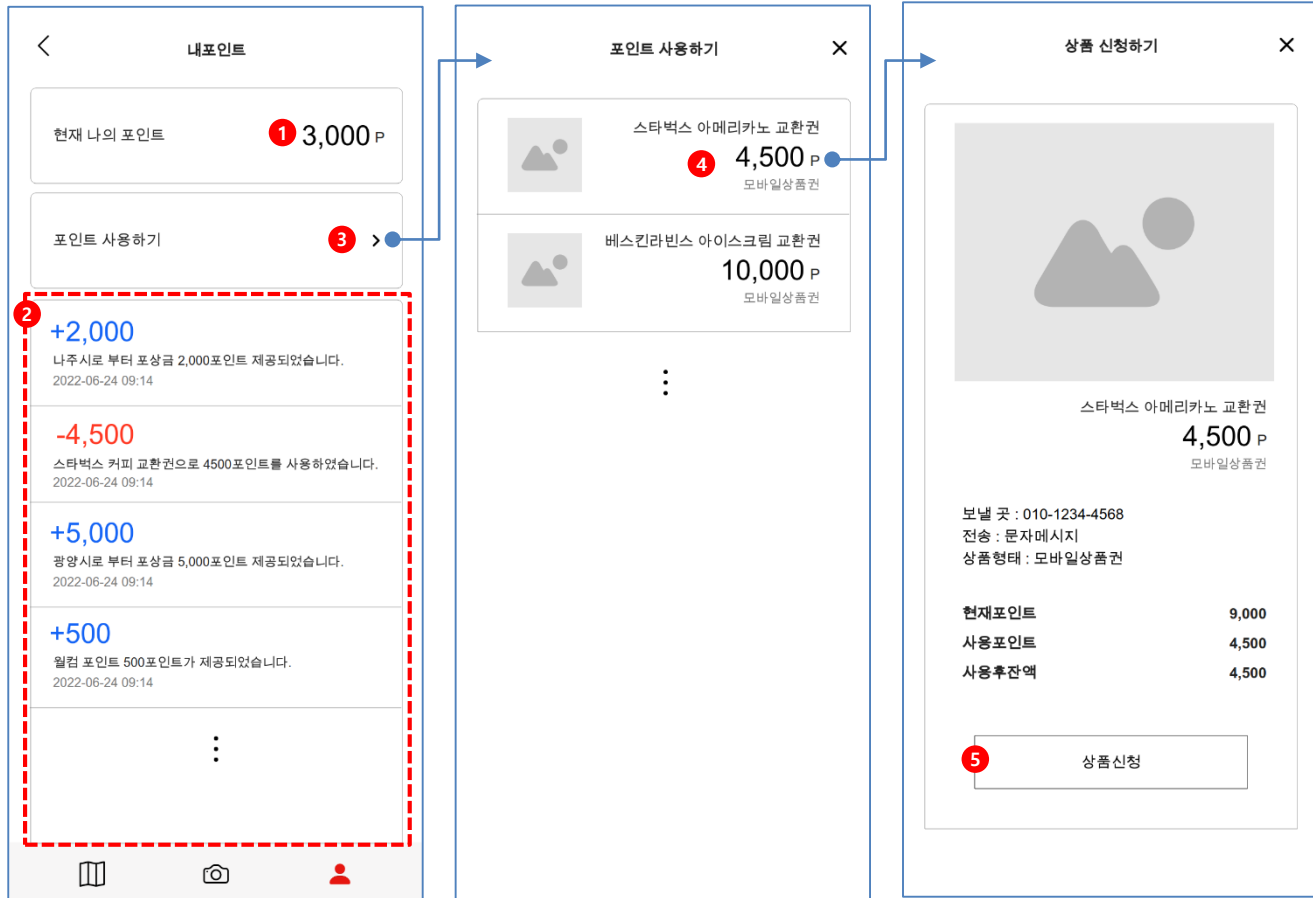 내포인트
현재 나의 포인트
1
3,000 P
포인트 사용하기
3
2
+2,000
나주시로 부터 포상금 2,000포인트 제공되었습니다.
2022-06-24 09:14
-4,500
스타벅스 커피 교환권으로 4500포인트를 사용하였습니다.
2022-06-24 09:14
+5,000
광양시로 부터 포상금 5,000포인트 제공되었습니다.
2022-06-24 09:14
+500
월컴 포인트 500포인트가 제공되었습니다.
2022-06-24 09:14
포인트 사용하기
스타벅스 아메리카노 교환권
4
4,500 P
모바일상품권
베스킨라빈스 아이스크림 교환권
10,000 P
모바일상품권
상품 신청하기
스타벅스 아메리카노 교환권
4,500 P
모바일상품권
보낼 곳 : 010-1234-4568
전송 : 문자메시지
상품형태 : 모바일상품권
현재포인트 9,000
사용포인트 4,500
사용후잔액 4,500
5
상품신청